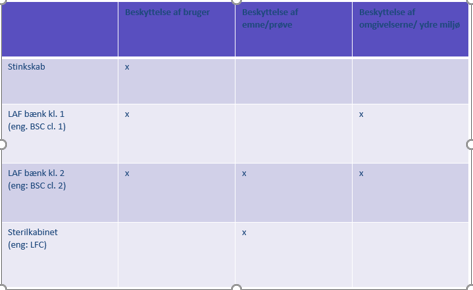 Beskyttelse af bruger
Beskyttelse af
emne/prøve
Beskyttelse af
omgivelserne/ ydre miljø
Stinkskab
x
LAF bænk kl. 1
(eng. BSC cl. 1)
x
x
LAF bænk kl. 2
(eng: BSC cl. 2)
x
x
x
Sterilkabinet
(eng: LFC)
x